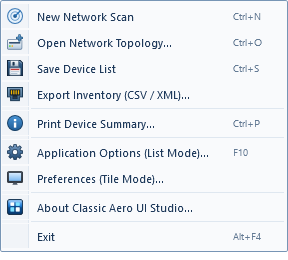 New Network Scan Ctrl+N
Open Network Topology... Ctrl+O
Save Device List Ctrl+S
Export Inventory (CSV / XML)...
Print Device Summary... Ctrl+P
Application Options (List Mode)... F10
Preferences (Tile Mode)...
About Classic Aero UI Studio...
Exit Alt+F4